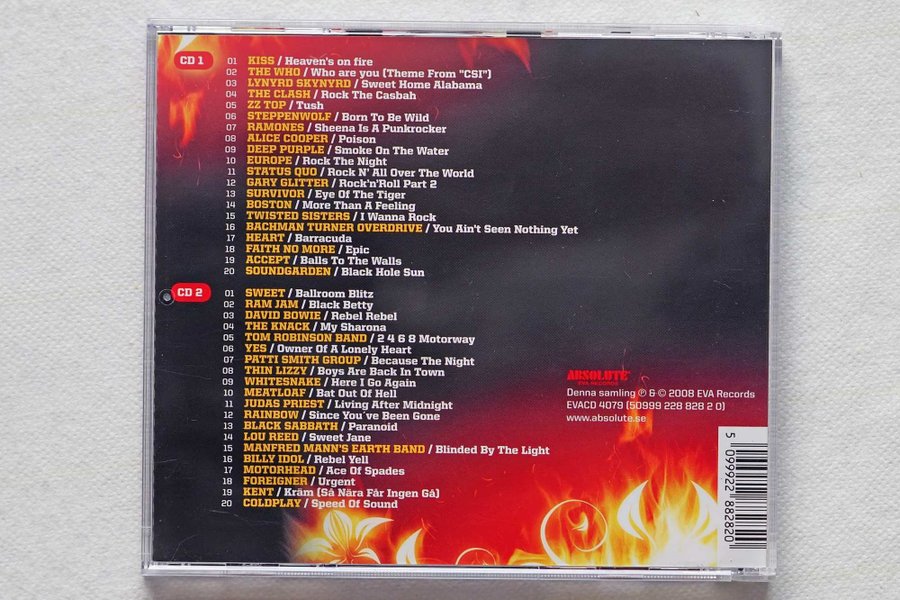 CD 1
01 KISS / Heaven's on fire
02 THE WHO / Who are you (Theme From "CSI")
03 LYNYRD SKYNYRD / Sweet Home Alabama
04 THE CLASH / Rock The Casbah
05 ZZ TOP / Tush
06 STEPPENWOLF / Born To Be Wild
07 RAMONES / Sheena Is A Punkrocker
08 ALICE COOPER / Poison
09 DEEP PURPLE / Smoke On The Water
10 EUROPE / Rock The Night
11 STATUS QUO / Rock N' All Over The World
12 GARY GLITTER / Rock'n'Roll Part 2
13 SURVIVOR / Eye Of The Tiger
14 BOSTON / More Than A Feeling
15 TWISTED SISTERS / I Wanna Rock
16 BACHMAN TURNER OVERDRIVE / You Ain't Seen Nothing Yet
17 HEART / Barracuda
18 FAITH NO MORE / Epic
19 ACCEPT / Balls To The Walls
20 SOUNDGARDEN / Black Hole Sun
CD 2
01 SWEET / Ballroom Blitz
02 RAM JAM / Black Betty
03 DAVID BOWIE / Rebel Rebel
04 THE KNACK / My Sharona
05 TOM ROBINSON BAND / 2 4 6 8 Motorway
06 YES / Owner Of A Lonely Heart
07 PATTI SMITH GROUP / Because The Night
08 THIN LIZZY / Boys Are Back In Town
09 WHITESNAKE / Here I Go Again
10 MEATLOAF / Bat Out Of Hell
11 JUDAS PRIEST / Living After Midnight
12 RAINBOW / Since You've Been Gone
13 BLACK SABBATH / Paranoid
14 LOU REED / Sweet Jane
15 MANFRED MANN'S EARTH BAND / Blinded By The Light
16 BILLY IDOL / Rebel Yell
17 MOTORHEAD / Ace Of Spades
18 FOREIGNER / Urgent
19 KENT / Kräm (Så Nära Får Ingen Gå)
20 COLDPLAY / Speed Of Sound
ABSOLUTE
EVA RECORDS
Denna samling ℗ & © 2008 EVA Records
EVACD 4079 (50999 228 828 2 0)
www.absolute.se
5 099922 882820